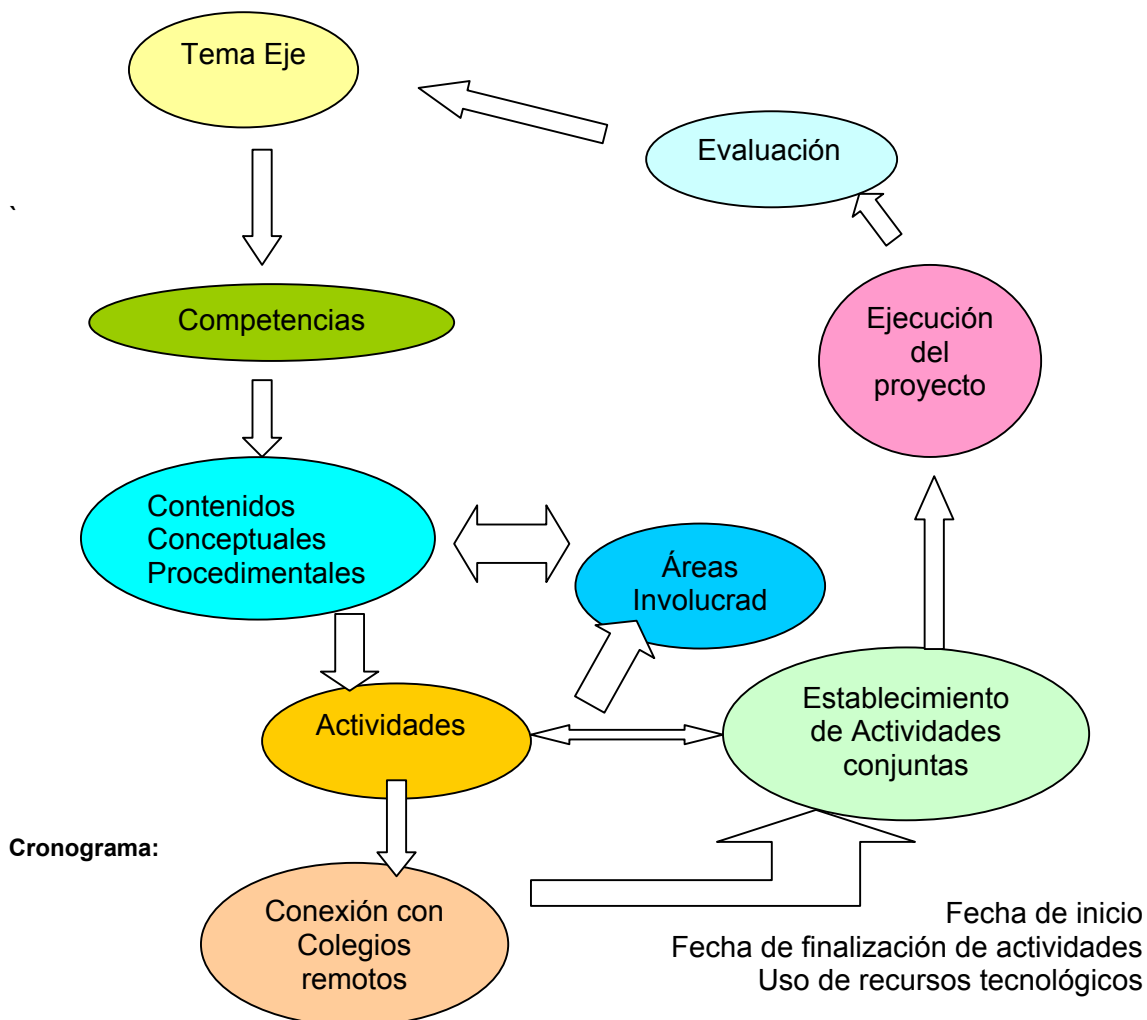 Tema Eje
Evaluación
`
Competencias
Ejecución
del
proyecto
Contenidos
Conceptuales
Procedimentales
Áreas
Involucrad
Actividades
Establecimiento
de Actividades
conjuntas
Cronograma:
Conexión con
Colegios
remotos
Fecha de inicio
Fecha de finalización de actividades
Uso de recursos tecnológicos